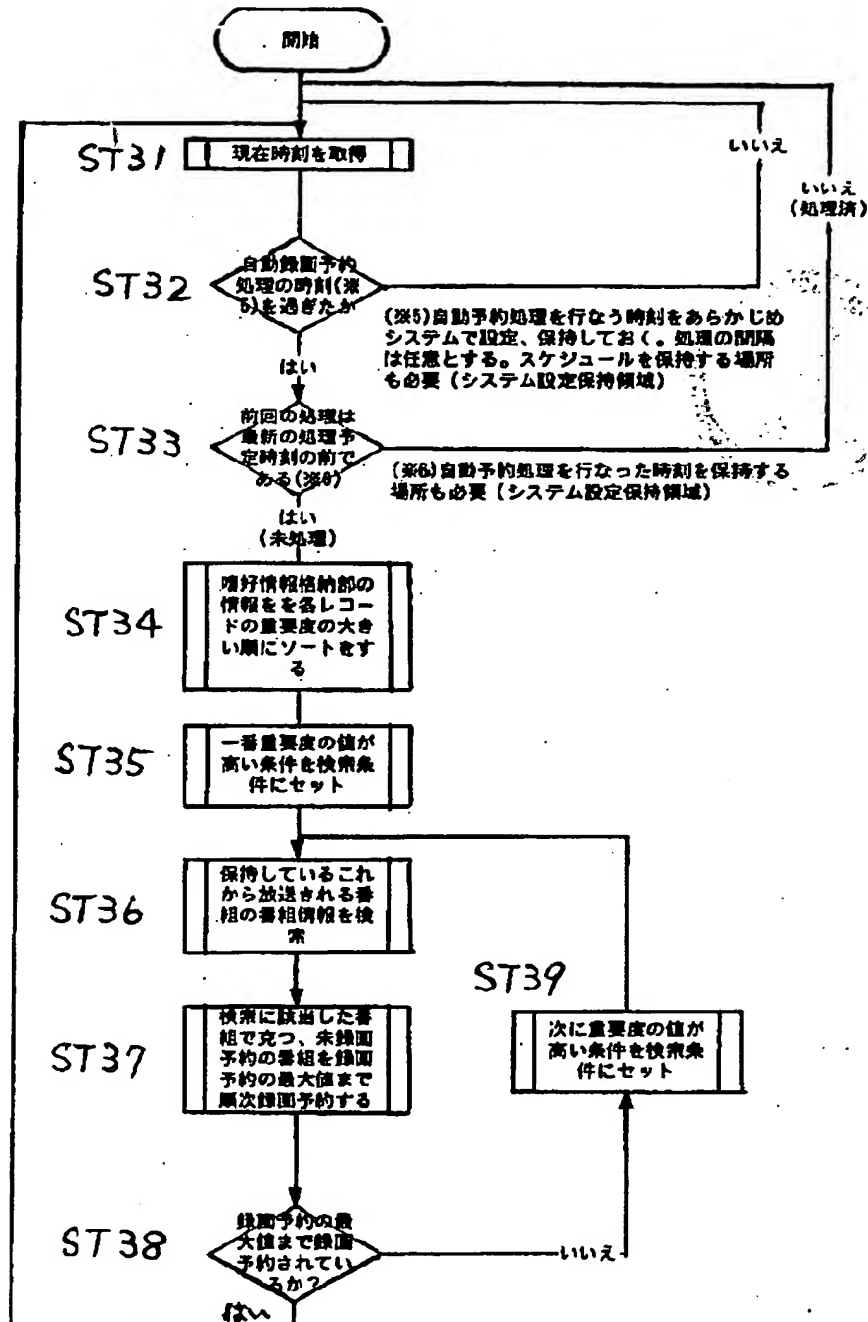 開始
ST31
現在時刻を取得
いいえ
いいえ
(処理済)
ST32
自動録画予約
処理の時刻(※
5)を過ぎたか
(※5)自動予約処理を行なう時刻をあらかじめ
システムで設定、保持しておく。処理の間隔
は任意とする。スケジュールを保持する場所
も必要(システム設定保持領域)
はい
ST33
前回の処理は
最新の処理予
定時刻の前で
ある(※6)
(※6)自動予約処理を行なった時刻を保持する
場所も必要(システム設定保持領域)
はい
(未処理)
ST34
嗜好情報格納部の
情報をを各レコー
ドの重要度の大き
い順にソートをす
る
ST35
一番重要度の値が
高い条件を検索条
件にセット
ST36
保持しているこれ
から放送される番
組の番組情報を検
索
ST39
次に重要度の値が
高い条件を検索条
件にセット
ST37
検索に該当した番
組で充つ、未録画
予約の番組を録画
予約の最大値まで
順次録画予約する
ST38
録画予約の最
大値まで録画
予約されてい
るか?
いいえ
はい